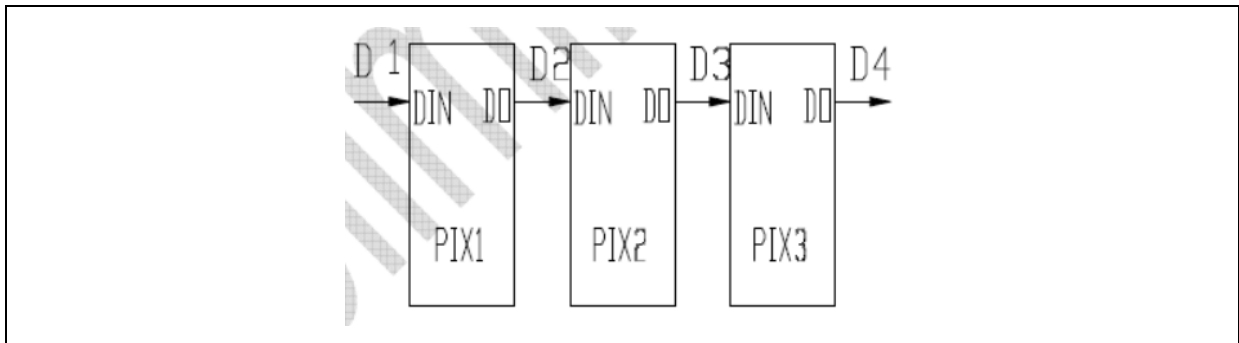 D1 D2 D3 D4
DIN DO DIN DO DIN DO
PIX1 PIX2 PIX3